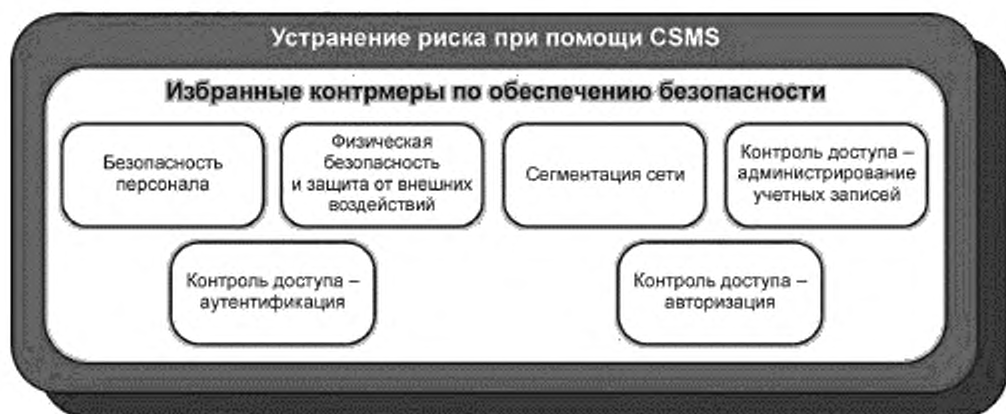 Устранение риска при помощи CSMS
Избранные контрмеры по обеспечению безопасности
Безопасность
персонала
Физическая
безопасность
и защита от внешних
воздействий
Сегментация сети
Контроль доступа –
администрирование
учетных записей
Контроль доступа –
аутентификация
Контроль доступа –
авторизация